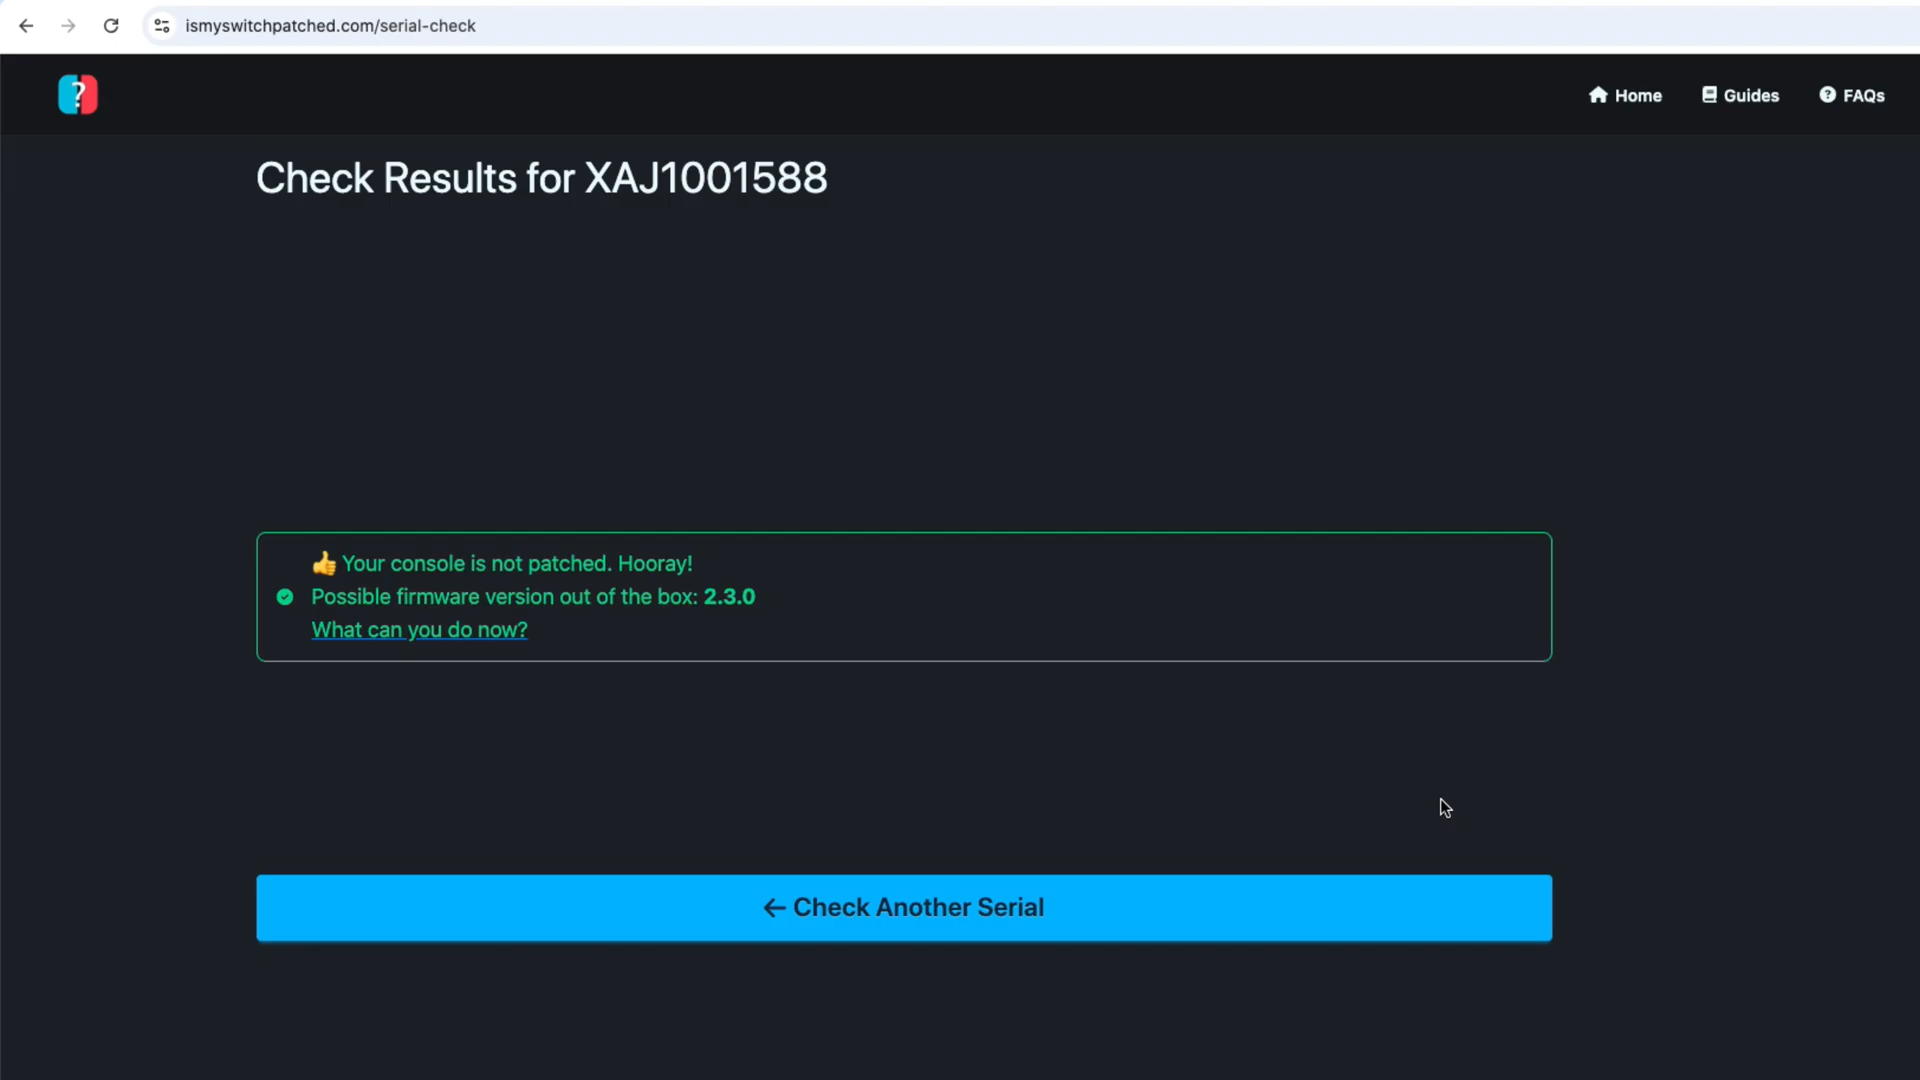 ismyswitchpatched.com/serial-check
?
Home
Guides
FAQs
Check Results for XAJ1001588
👍 Your console is not patched. Hooray!
Possible firmware version out of the box: 2.3.0
What can you do now?
← Check Another Serial